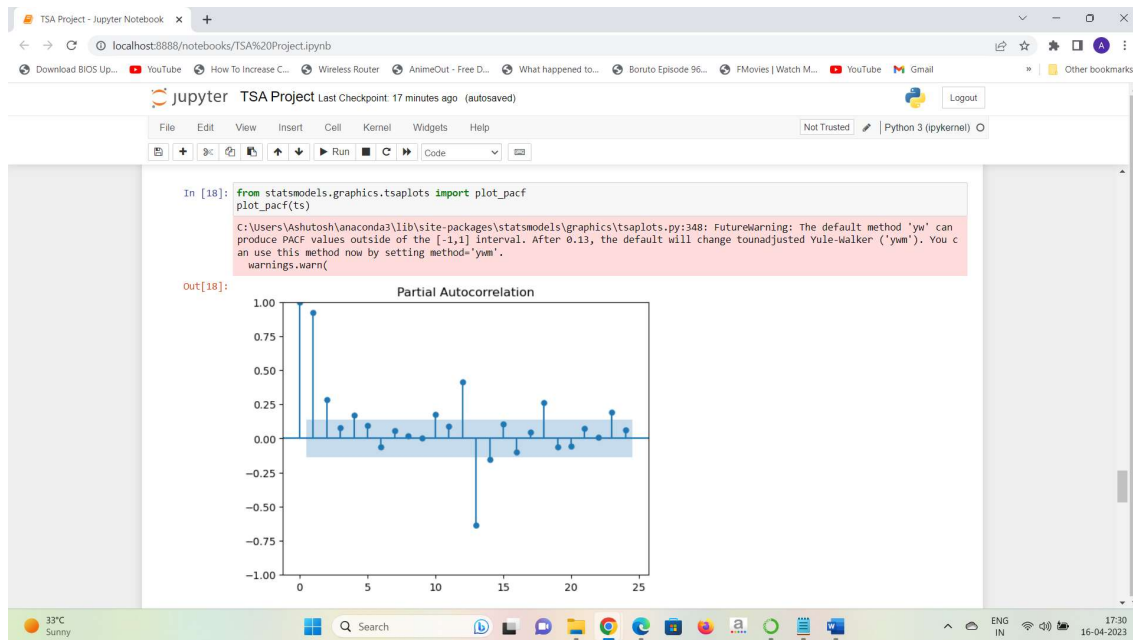 TSA Project - Jupyter Notebook
localhost:8888/notebooks/TSA%20Project.ipynb
Download BIOS Up... YouTube How To Increase C... Wireless Router AnimeOut - Free D... What happened to... Boruto Episode 96... FMovies | Watch M... YouTube Gmail » Other bookmarks
A
jupyter TSA Project Last Checkpoint: 17 minutes ago (autosaved) Logout
File Edit View Insert Cell Kernel Widgets Help Not Trusted Python 3 (ipykernel)
Run Code
In [18]: from statsmodels.graphics.tsaplots import plot_pacf
plot_pacf(ts)
C:\Users\Ashutosh\anaconda3\lib\site-packages\statsmodels\graphics\tsaplots.py:348: FutureWarning: The default method 'yw' can
produce PACF values outside of the [-1,1] interval. After 0.13, the default will change tounadjusted Yule-Walker ('ywm'). You c
an use this method now by setting method='ywm'.
warnings.warn(
Out[18]:
Partial Autocorrelation
1.00
0.75
0.50
0.25
0.00
−0.25
−0.50
−0.75
−1.00
0 5 10 15 20 25
33°C
Sunny
Search
a
W
ENG
IN
17:30
16-04-2023